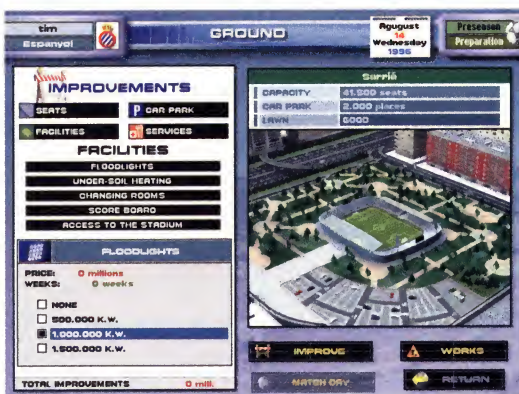 tim
Espanyol
GROUND
Agugust
14
Wednesday
1996
Preseason
Preparation
IMPROVEMENTS
SEATS
P CAR PARK
FACILITIES
SERVICES
FACILITIES
FLOODLIGHTS
UNDER-SOIL HEATING
CHANGING ROOMS
SCORE BOARD
ACCESS TO THE STADIUM
FLOODLIGHTS
PRICE: 0 millions
WEEKS: 0 weeks
NONE
500.000 K.W.
1.000.000 K.W.
1.500.000 K.W.
TOTAL IMPROVEMENTS 0 mill.
Sarriá
CAPACITY 41.500 seats
CAR PARK 2.000 places
LAWN GOOD
IMPROVE
WORKS
MATCH DAY
RETURN